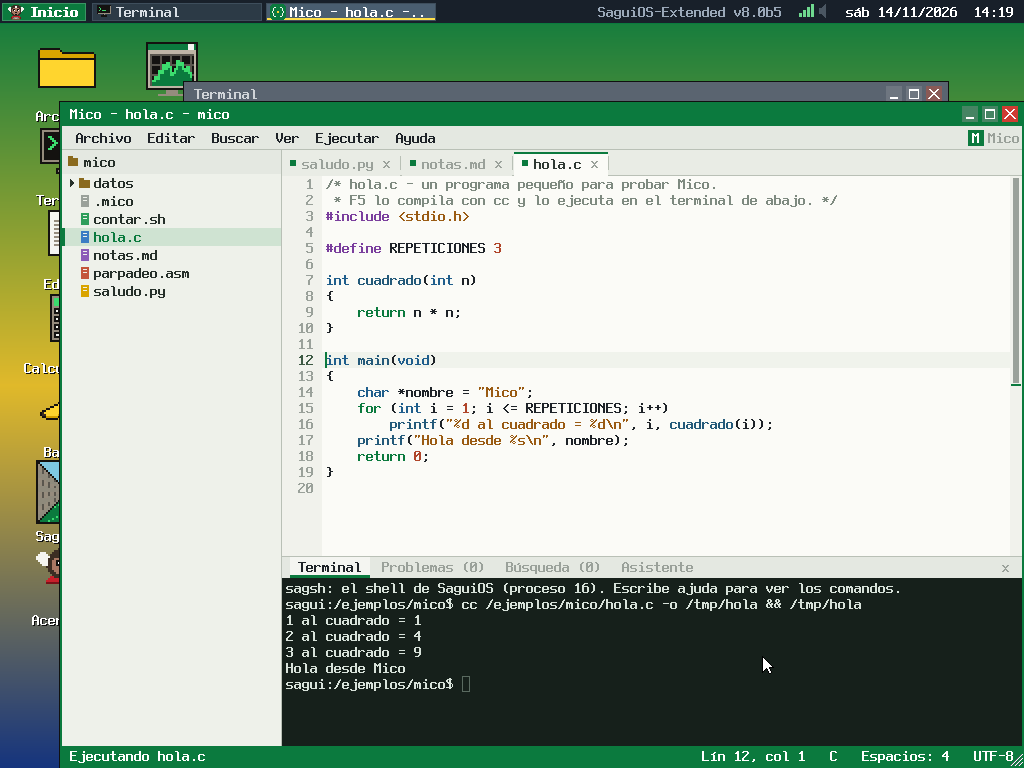 Inicio
Terminal
Mico - hola.c -..
SaguiOS-Extended v8.0b5
sáb 14/11/2026
14:19
Terminal
Mico - hola.c - mico
Archivo Editar Buscar Ver Ejecutar Ayuda
M Mico
mico
datos
.mico
contar.sh
hola.c
notas.md
parpadeo.asm
saludo.py
saludo.py × notas.md × hola.c ×
1 /* hola.c - un programa pequeño para probar Mico.
2  * F5 lo compila con cc y lo ejecuta en el terminal de abajo. */
3 #include <stdio.h>
4
5 #define REPETICIONES 3
6
7 int cuadrado(int n)
8 {
9     return n * n;
10 }
11
12 int main(void)
13 {
14     char *nombre = "Mico";
15     for (int i = 1; i <= REPETICIONES; i++)
16         printf("%d al cuadrado = %d\n", i, cuadrado(i));
17     printf("Hola desde %s\n", nombre);
18     return 0;
19 }
20
Terminal Problemas (0) Búsqueda (0) Asistente ×
sagsh: el shell de SaguiOS (proceso 16). Escribe ajuda para ver los comandos.
sagui:/ejemplos/mico$ cc /ejemplos/mico/hola.c -o /tmp/hola && /tmp/hola
1 al cuadrado = 1
2 al cuadrado = 4
3 al cuadrado = 9
Hola desde Mico
sagui:/ejemplos/mico$
Ejecutando hola.c
Lín 12, col 1 C Espacios: 4 UTF-8
Arc
Ter
Ed
Calcu
Ba
Sag
Acer